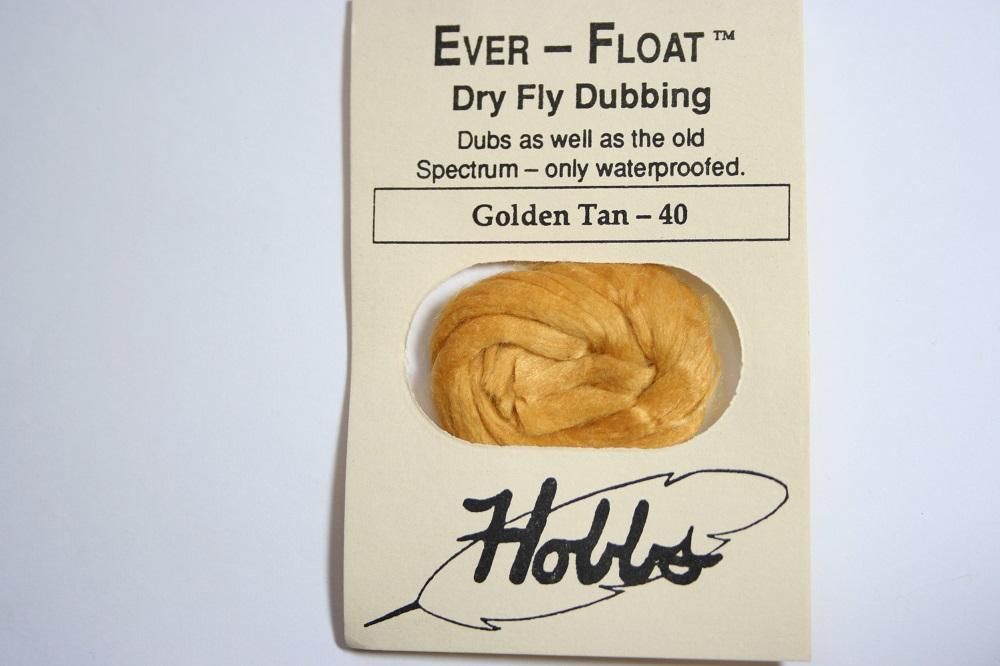 EVER – FLOAT™
Dry Fly Dubbing
Dubs as well as the old
Spectrum – only waterproofed.
Golden Tan – 40
Hobbs